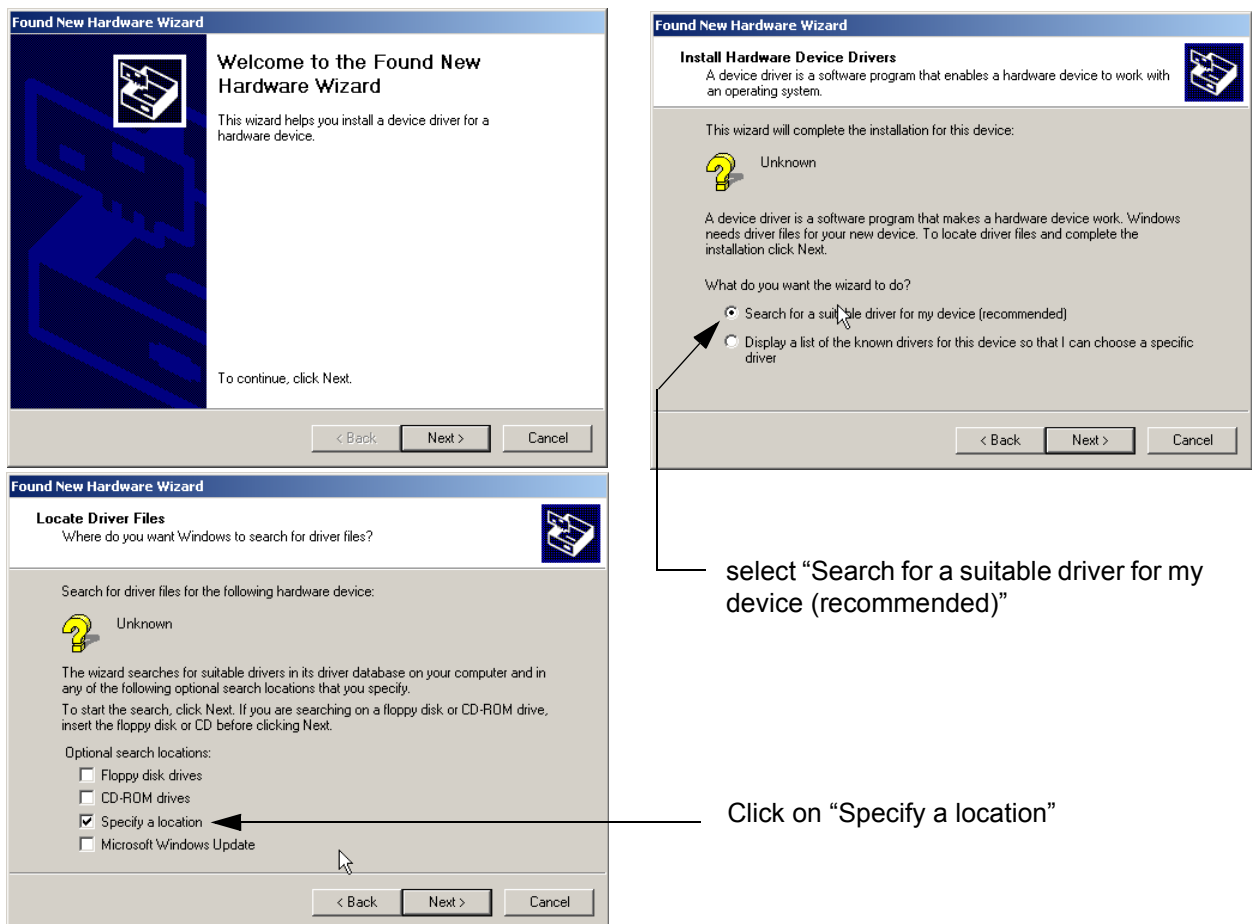 Found New Hardware Wizard
Welcome to the Found New
Hardware Wizard
This wizard helps you install a device driver for a
hardware device.
To continue, click Next.
< Back
Next >
Cancel
Found New Hardware Wizard
Install Hardware Device Drivers
A device driver is a software program that enables a hardware device to work with
an operating system.
This wizard will complete the installation for this device:
Unknown
A device driver is a software program that makes a hardware device work. Windows
needs driver files for your new device. To locate driver files and complete the
installation click Next.
What do you want the wizard to do?
Search for a suitable driver for my device (recommended)
Display a list of the known drivers for this device so that I can choose a specific
driver
< Back
Next >
Cancel
select “Search for a suitable driver for my
device (recommended)”
Found New Hardware Wizard
Locate Driver Files
Where do you want Windows to search for driver files?
Search for driver files for the following hardware device:
Unknown
The wizard searches for suitable drivers in its driver database on your computer and in
any of the following optional search locations that you specify.
To start the search, click Next. If you are searching on a floppy disk or CD-ROM drive,
insert the floppy disk or CD before clicking Next.
Optional search locations:
Floppy disk drives
CD-ROM drives
Specify a location
Microsoft Windows Update
< Back
Next >
Cancel
Click on “Specify a location”